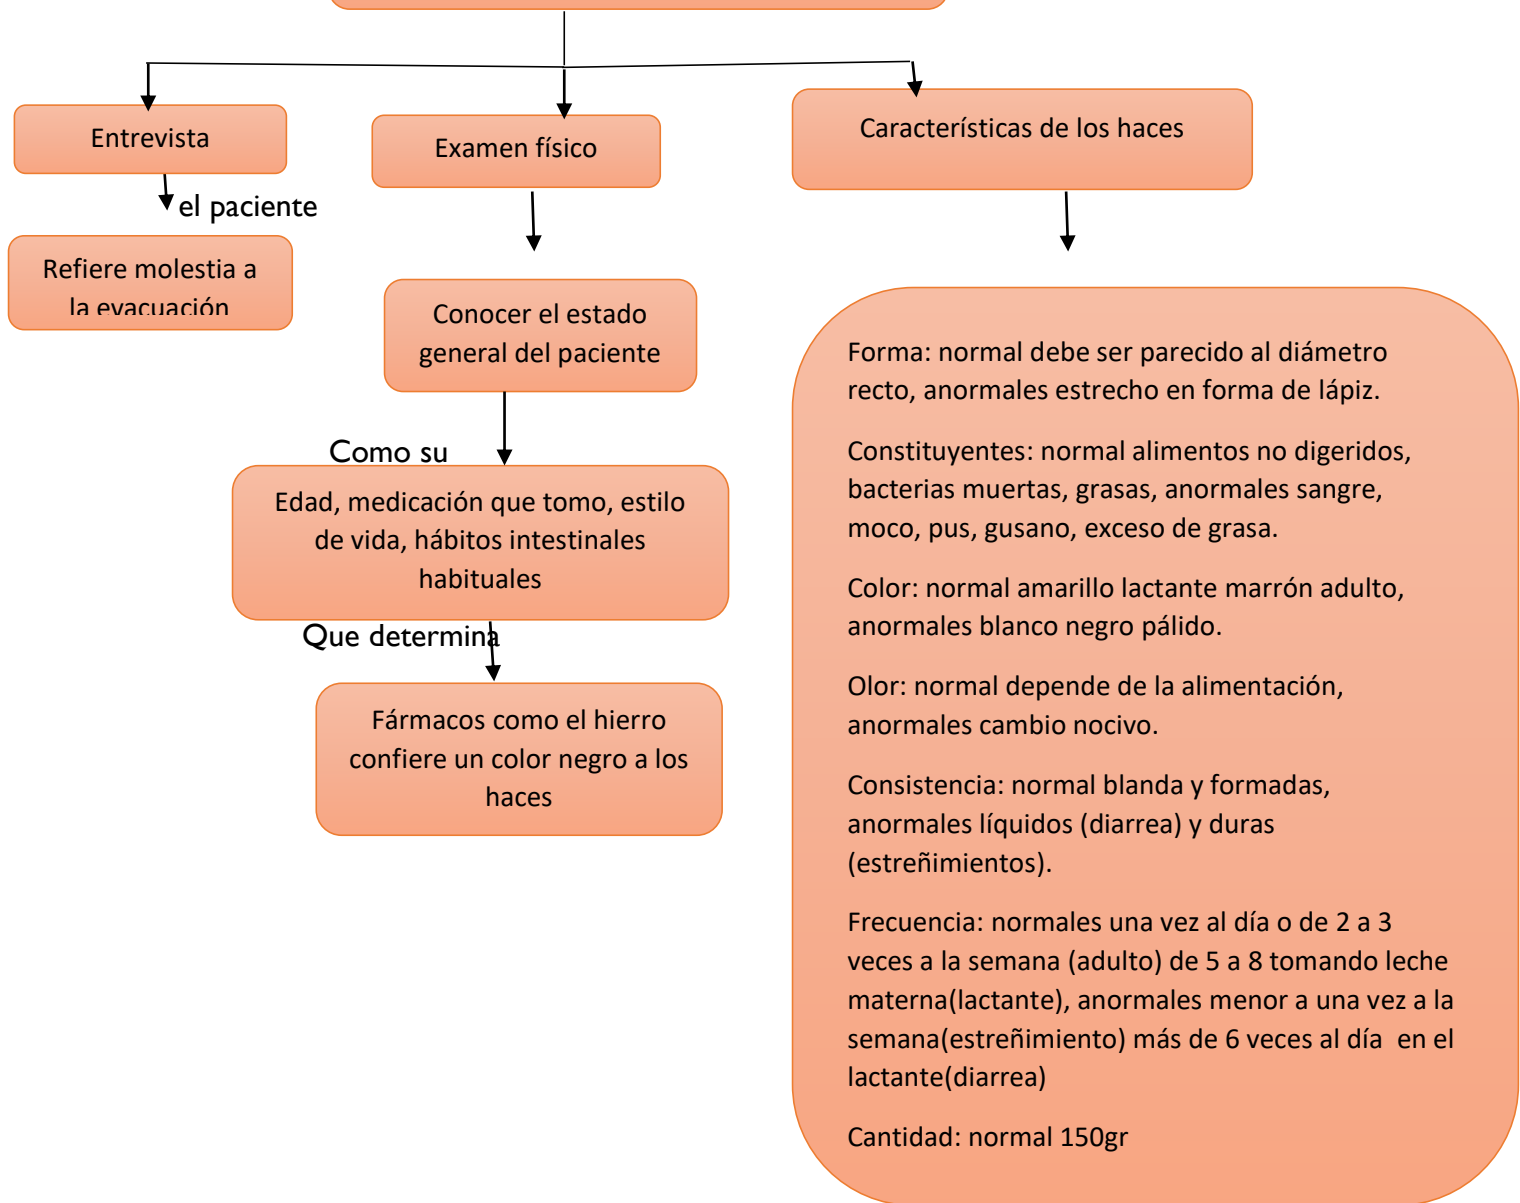 Entrevista
el paciente
Refiere molestia a
la evacuación
Examen físico
Conocer el estado
general del paciente
Como su
Edad, medicación que tomo, estilo
de vida, hábitos intestinales
habituales
Que determina
Fármacos como el hierro
confiere un color negro a los
haces
Características de los haces
Forma: normal debe ser parecido al diámetro
recto, anormales estrecho en forma de lápiz.
Constituyentes: normal alimentos no digeridos,
bacterias muertas, grasas, anormales sangre,
moco, pus, gusano, exceso de grasa.
Color: normal amarillo lactante marrón adulto,
anormales blanco negro pálido.
Olor: normal depende de la alimentación,
anormales cambio nocivo.
Consistencia: normal blanda y formadas,
anormales líquidos (diarrea) y duras
(estreñimientos).
Frecuencia: normales una vez al día o de 2 a 3
veces a la semana (adulto) de 5 a 8 tomando leche
materna(lactante), anormales menor a una vez a la
semana(estreñimiento) más de 6 veces al día  en el
lactante(diarrea)
Cantidad: normal 150gr